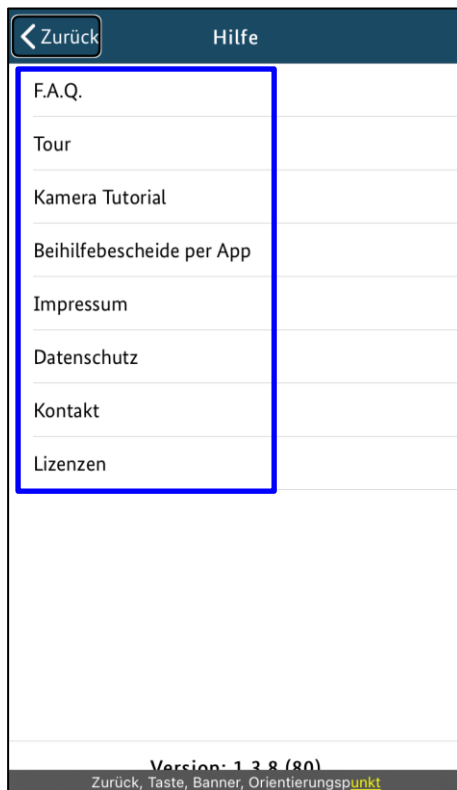 Zurück Hilfe
F.A.Q.
Tour
Kamera Tutorial
Beihilfebescheide per App
Impressum
Datenschutz
Kontakt
Lizenzen
Version: 1.3.8 (80)
Zurück, Taste, Banner, Orientierungspunkt